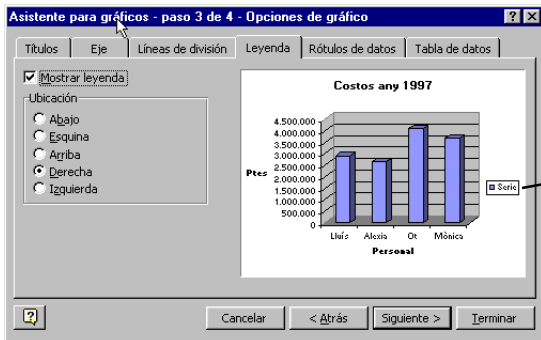 Asistente para gráficos - paso 3 de 4 - Opciones de gráfico
Títulos Eje Líneas de división Leyenda Rótulos de datos Tabla de datos
Mostrar leyenda
Ubicación
Abajo
Esquina
Arriba
Derecha
Izquierda
Costos any 1997
4.500.000
4.000.000
3.500.000
3.000.000
2.500.000
2.000.000
1.500.000
1.000.000
500.000
0
Ptes
Lluís Alexia Ot Mònica
Personal
Serie
Cancelar < Atrás Siguiente > Terminar